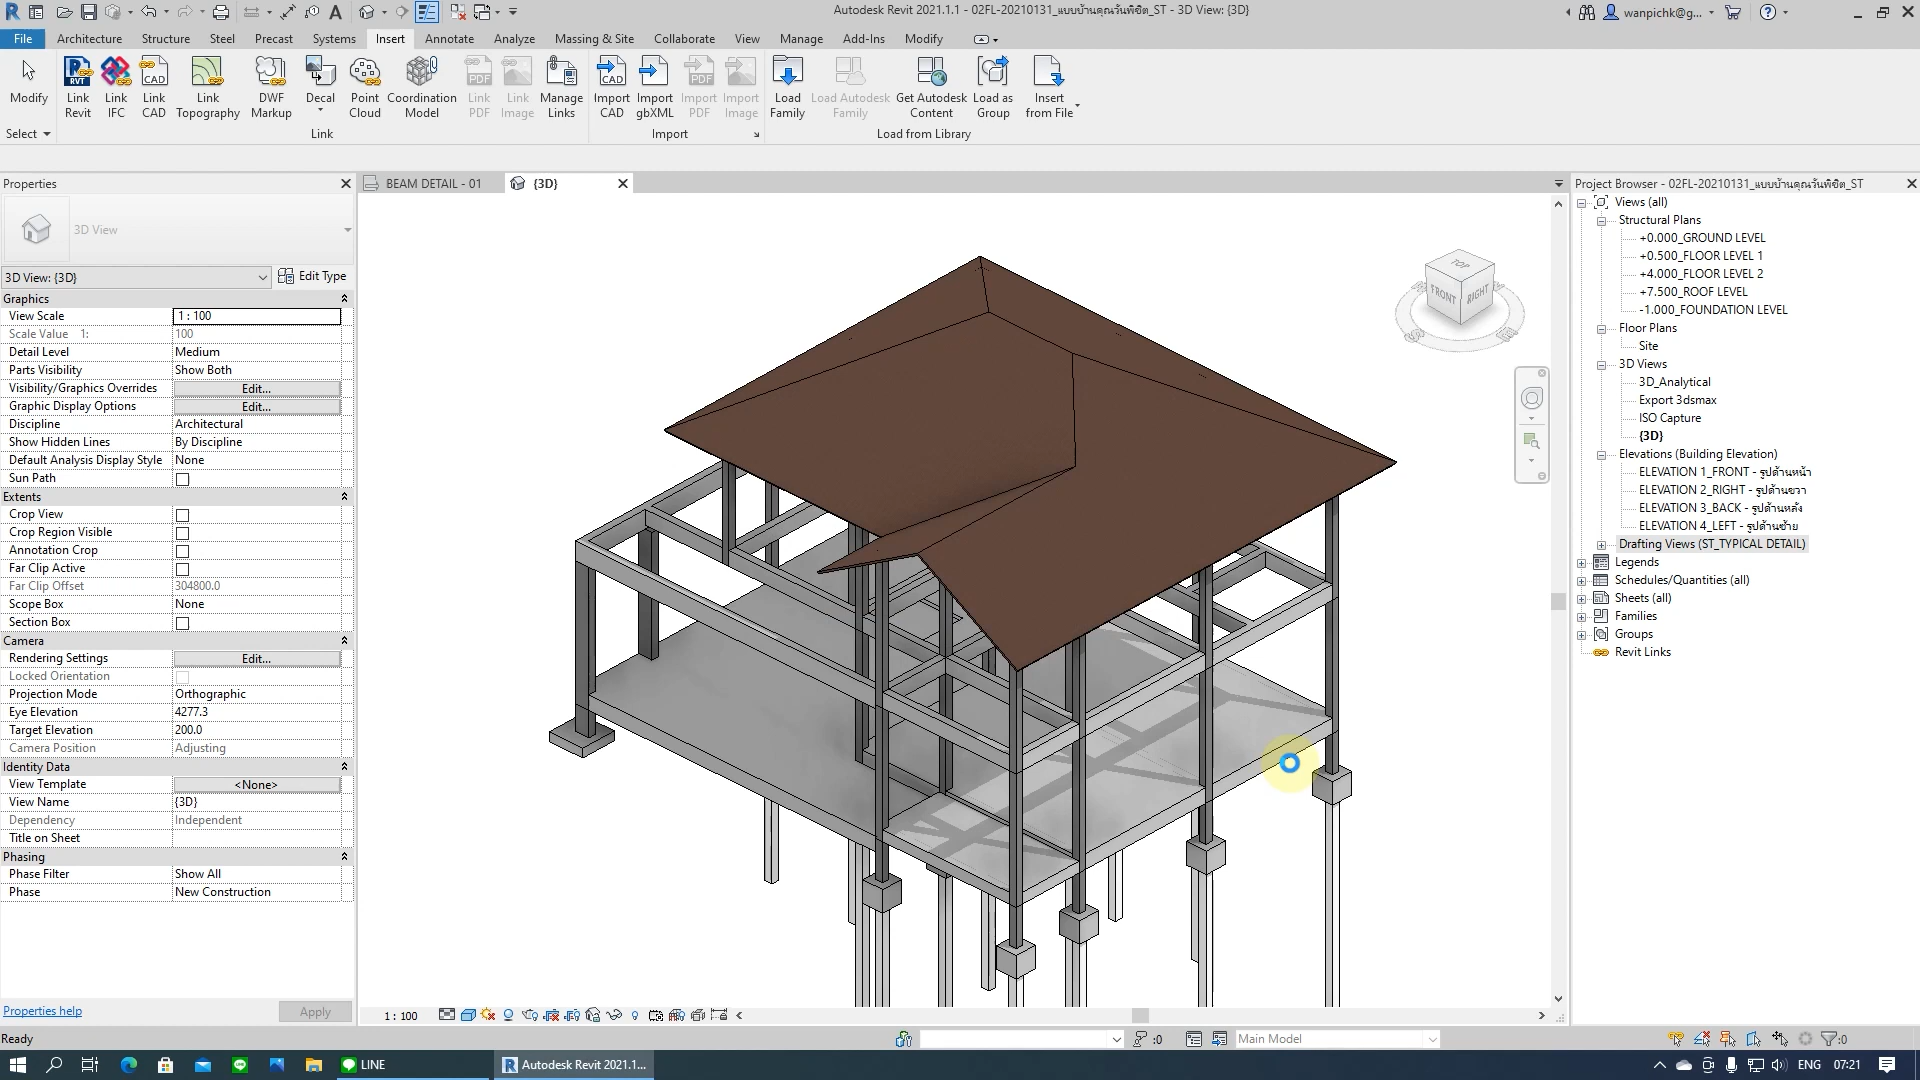 Autodesk Revit 2021.1.1 - 02FL-20210131_แบบบ้านคุณวันพิชิต_ST - 3D View: {3D}
wanpichk@g...
File Architecture Structure Steel Precast Systems Insert Annotate Analyze Massing & Site Collaborate View Manage Add-Ins Modify
Modify
Link Revit
Link IFC
Link CAD
Link Topography
DWF Markup
Decal
Point Cloud
Coordination Model
Link PDF
Link Image
Manage Links
Import CAD
Import gbXML
Import PDF
Import Image
Load Family
Load Autodesk Family
Get Autodesk Content
Load as Group
Insert from File
Select Link Import Load from Library
Properties
3D View
3D View: {3D} Edit Type
Graphics
View Scale 1 : 100
Scale Value 1: 100
Detail Level Medium
Parts Visibility Show Both
Visibility/Graphics Overrides Edit...
Graphic Display Options Edit...
Discipline Architectural
Show Hidden Lines By Discipline
Default Analysis Display Style None
Sun Path
Extents
Crop View
Crop Region Visible
Annotation Crop
Far Clip Active
Far Clip Offset 304800.0
Scope Box None
Section Box
Camera
Rendering Settings Edit...
Locked Orientation
Projection Mode Orthographic
Eye Elevation 4277.3
Target Elevation 200.0
Camera Position Adjusting
Identity Data
View Template <None>
View Name {3D}
Dependency Independent
Title on Sheet
Phasing
Phase Filter Show All
Phase New Construction
Properties help Apply
BEAM DETAIL - 01 {3D}
TOP
FRONT RIGHT
1 : 100
Project Browser - 02FL-20210131_แบบบ้านคุณวันพิชิต_ST
Views (all)
Structural Plans
+0.000_GROUND LEVEL
+0.500_FLOOR LEVEL 1
+4.000_FLOOR LEVEL 2
+7.500_ROOF LEVEL
-1.000_FOUNDATION LEVEL
Floor Plans
Site
3D Views
3D_Analytical
Export 3dsmax
ISO Capture
{3D}
Elevations (Building Elevation)
ELEVATION 1_FRONT - รูปด้านหน้า
ELEVATION 2_RIGHT - รูปด้านขวา
ELEVATION 3_BACK - รูปด้านหลัง
ELEVATION 4_LEFT - รูปด้านซ้าย
Drafting Views (ST_TYPICAL DETAIL)
Legends
Schedules/Quantities (all)
Sheets (all)
Families
Groups
Revit Links
Ready :0 Main Model :0
LINE Autodesk Revit 2021.1... ENG 07:21